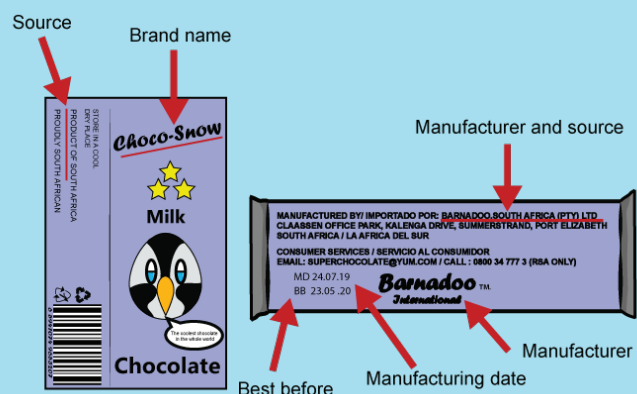 Source
Brand name
STORE IN A COOL
DRY PLACE
PRODUCT OF SOUTH AFRICA
PROUDLY SOUTH AFRICAN
Choco-Snow
Milk
The coolest chocolate
in the whole world
Chocolate
Manufacturer and source
MANUFACTURED BY/ IMPORTADO POR: BARNADOO.SOUTH AFRICA (PTY) LTD
CLAASSEN OFFICE PARK, KALENGA DRIVE, SUMMERSTRAND, PORT ELIZABETH
SOUTH AFRICA / LA AFRICA DEL SUR
CONSUMER SERVICES / SERVICIO AL CONSUMIDOR
EMAIL: SUPERCHOCOLATE@YUM.COM / CALL : 0800 34 777 3 (RSA ONLY)
MD 24.07.19
BB 23.05 .20
Barnadoo TM.
International
Manufacturer
Manufacturing date
Best before